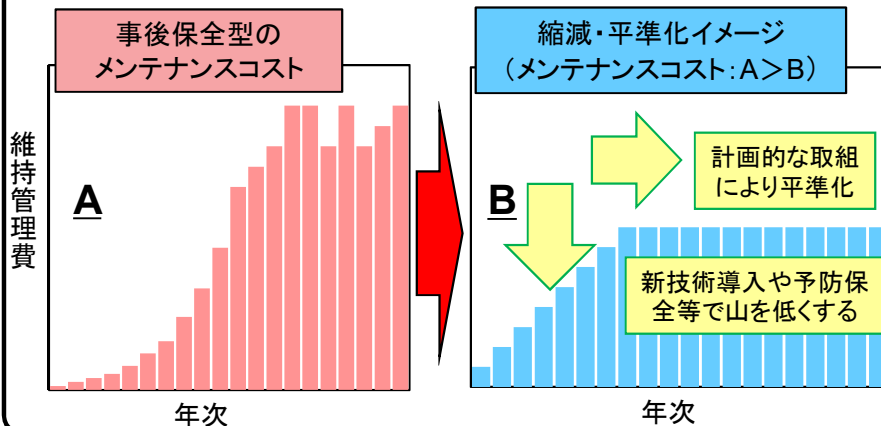 事後保全型の
メンテナンスコスト
維持管理費
A
年次
縮減・平準化イメージ
（メンテナンスコスト：A＞B）
B
計画的な取組
により平準化
新技術導入や予防保
全等で山を低くする
年次